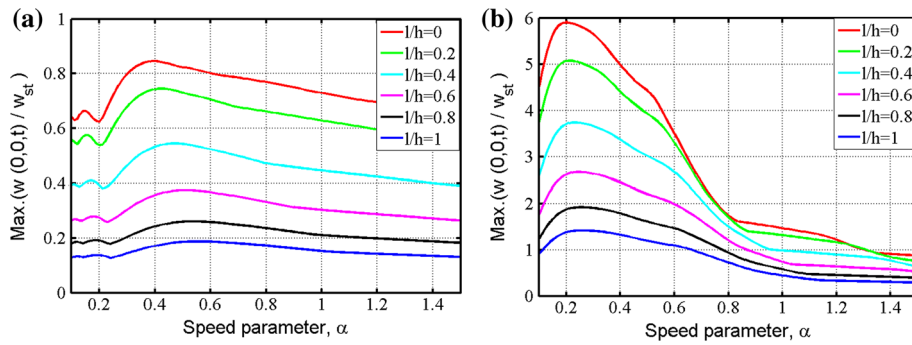 (a)
Max.(w (0,0,t) / w_st)
1
0.8
0.6
0.4
0.2
0
0.2
0.4
0.6
0.8
1
1.2
1.4
Speed parameter, α
l/h=0
l/h=0.2
l/h=0.4
l/h=0.6
l/h=0.8
l/h=1
(b)
Max.(w (0,0,t) / w_st)
6
5
4
3
2
1
0
0.2
0.4
0.6
0.8
1
1.2
1.4
Speed parameter, α
l/h=0
l/h=0.2
l/h=0.4
l/h=0.6
l/h=0.8
l/h=1